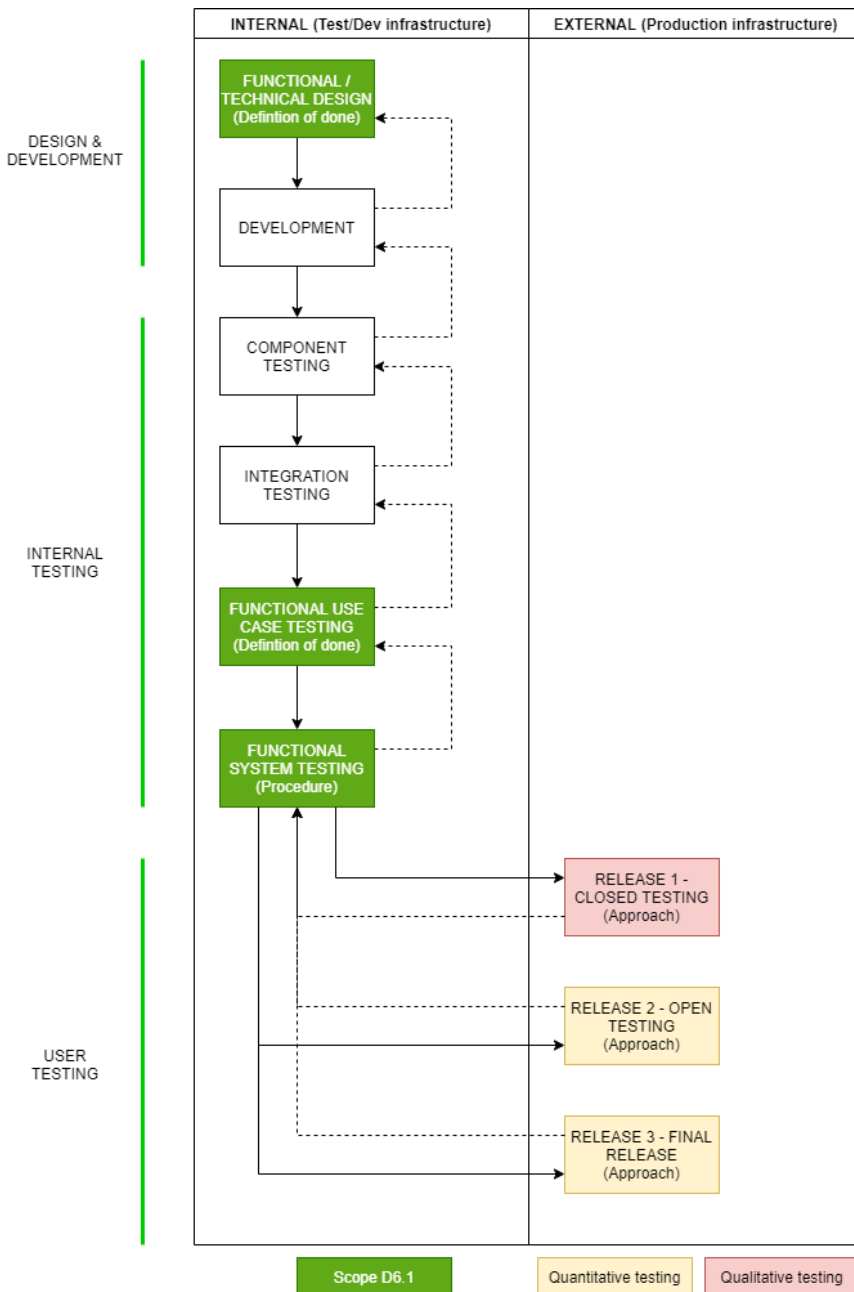 INTERNAL (Test/Dev infrastructure)
EXTERNAL (Production infrastructure)
DESIGN &
DEVELOPMENT
FUNCTIONAL /
TECHNICAL DESIGN
(Defintion of done)
DEVELOPMENT
INTERNAL
TESTING
COMPONENT
TESTING
INTEGRATION
TESTING
FUNCTIONAL USE
CASE TESTING
(Defintion of done)
FUNCTIONAL
SYSTEM TESTING
(Procedure)
USER
TESTING
RELEASE 1 -
CLOSED TESTING
(Approach)
RELEASE 2 - OPEN
TESTING
(Approach)
RELEASE 3 - FINAL
RELEASE
(Approach)
Scope D6.1
Quantitative testing
Qualitative testing